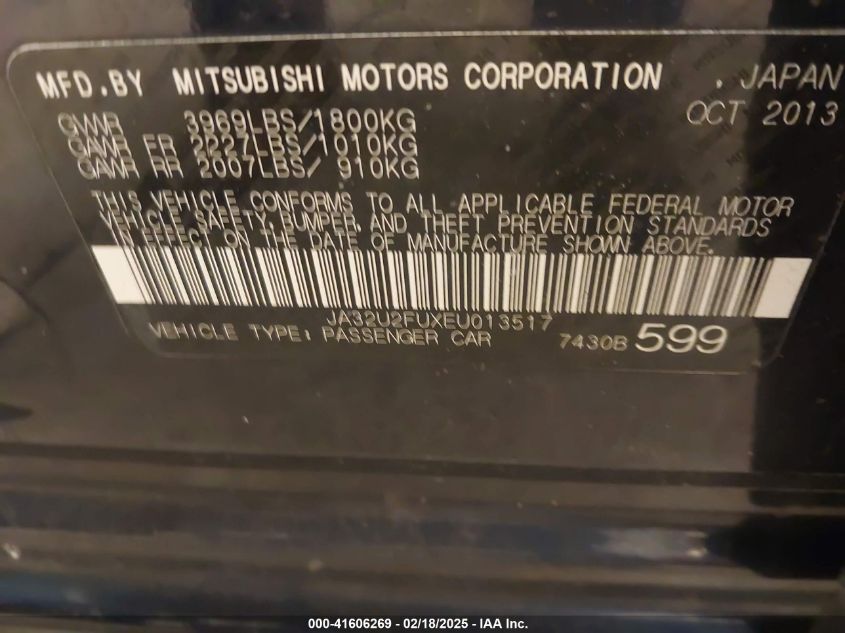 MFD.BY MITSUBISHI MOTORS CORPORATION . JAPAN
OCT 2013
GVWR 3969LBS/1800KG
GAWR FR 2227LBS/1010KG
GAWR RR 2007LBS/ 910KG
THIS VEHICLE CONFORMS TO ALL APPLICABLE FEDERAL MOTOR
VEHICLE SAFETY, BUMPER, AND THEFT PREVENTION STANDARDS
IN EFFECT ON THE DATE OF MANUFACTURE SHOWN ABOVE.
JA32U2FUXEU013517
VEHICLE TYPE: PASSENGER CAR 7430B 599
000-41606269 - 02/18/2025 - IAA Inc.